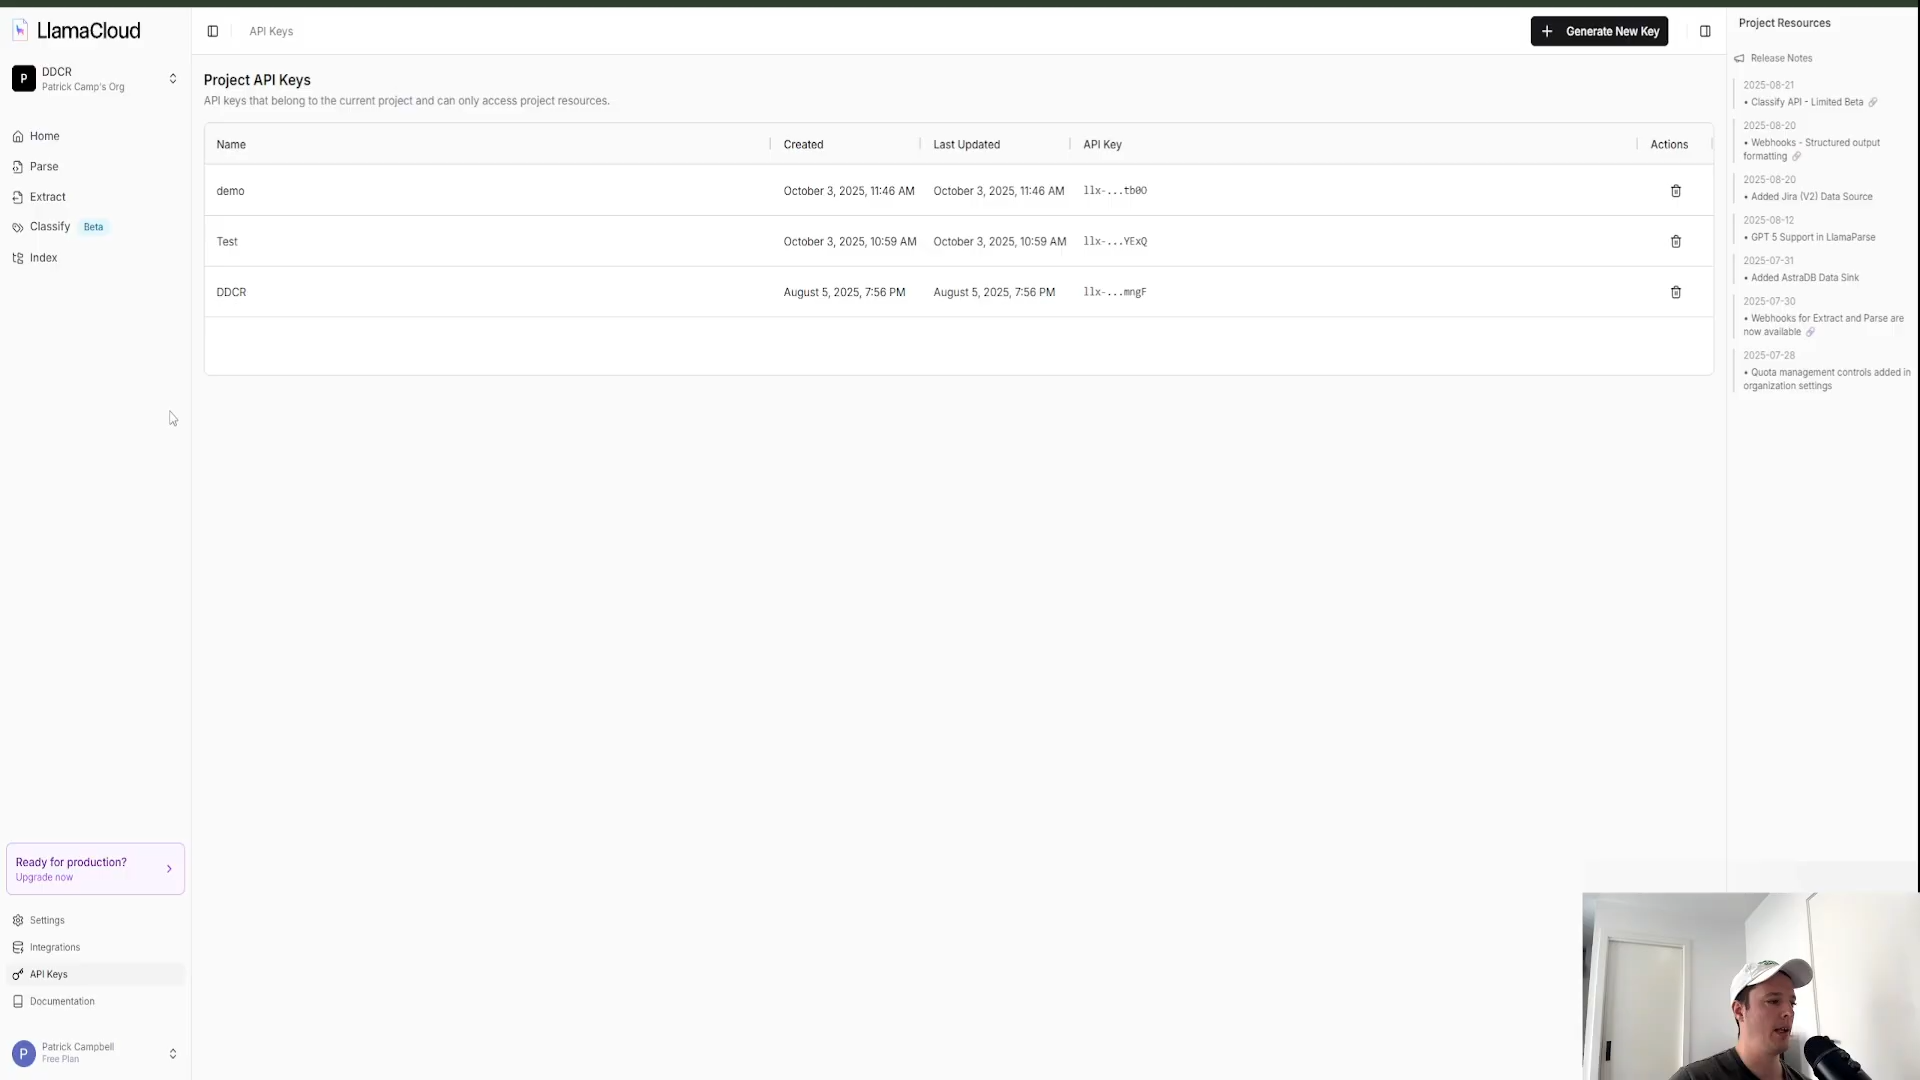 LlamaCloud
P
DDCR
Patrick Camp's Org
Home
Parse
Extract
Classify Beta
Index
Ready for production?
Upgrade now
Settings
Integrations
API Keys
Documentation
P
Patrick Campbell
Free Plan
API Keys
Generate New Key
Project API Keys
API keys that belong to the current project and can only access project resources.
Name Created Last Updated API Key Actions
demo October 3, 2025, 11:46 AM October 3, 2025, 11:46 AM llx-...tb0O
Test October 3, 2025, 10:59 AM October 3, 2025, 10:59 AM llx-...YExQ
DDCR August 5, 2025, 7:56 PM August 5, 2025, 7:56 PM llx-...mngF
Project Resources
Release Notes
2025-08-21
• Classify API - Limited Beta
2025-08-20
• Webhooks - Structured output
formatting
2025-08-20
• Added Jira (V2) Data Source
2025-08-12
• GPT 5 Support in LlamaParse
2025-07-31
• Added AstraDB Data Sink
2025-07-30
• Webhooks for Extract and Parse are
now available
2025-07-28
• Quota management controls added in
organization settings